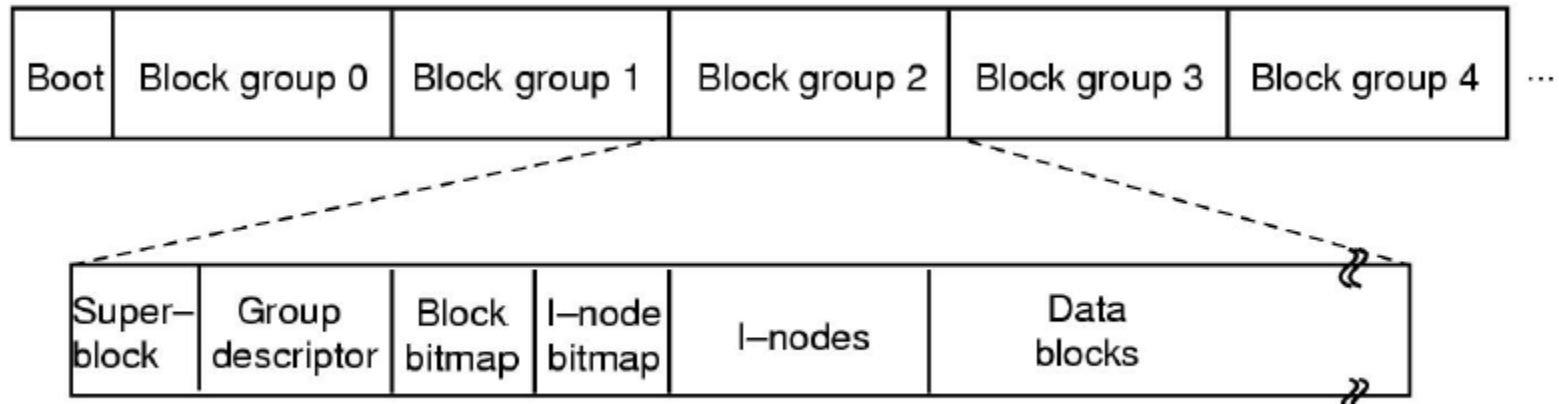 Boot Block group 0 Block group 1 Block group 2 Block group 3 Block group 4 ...
Super–
block
Group
descriptor
Block
bitmap
I–node
bitmap
I–nodes
Data
blocks